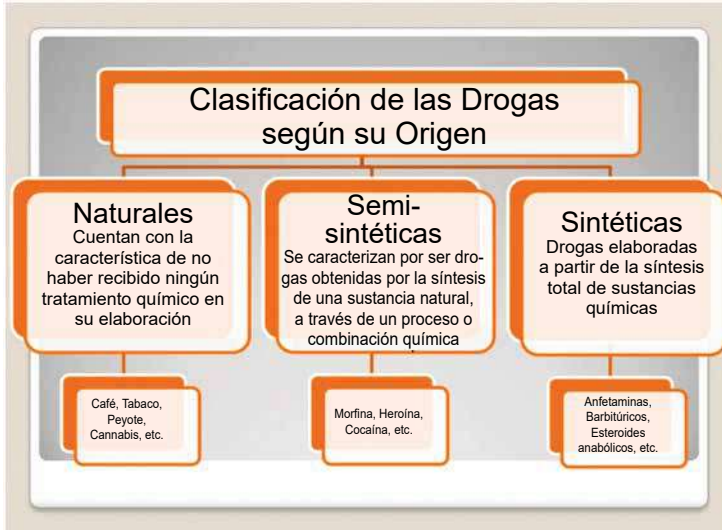 Clasificación de las Drogas
según su Origen
Naturales
Cuentan con la
característica de no
haber recibido ningún
tratamiento químico en
su elaboración
Semi-
sintéticas
Se caracterizan por ser dro-
gas obtenidas por la síntesis
de una sustancia natural,
a través de un proceso o
combinación química
Sintéticas
Drogas elaboradas
a partir de la síntesis
total de sustancias
químicas
Café, Tabaco,
Peyote,
Cannabis, etc.
Morfina, Heroína,
Cocaína, etc.
Anfetaminas,
Barbitúricos,
Esteroides
anabólicos, etc.